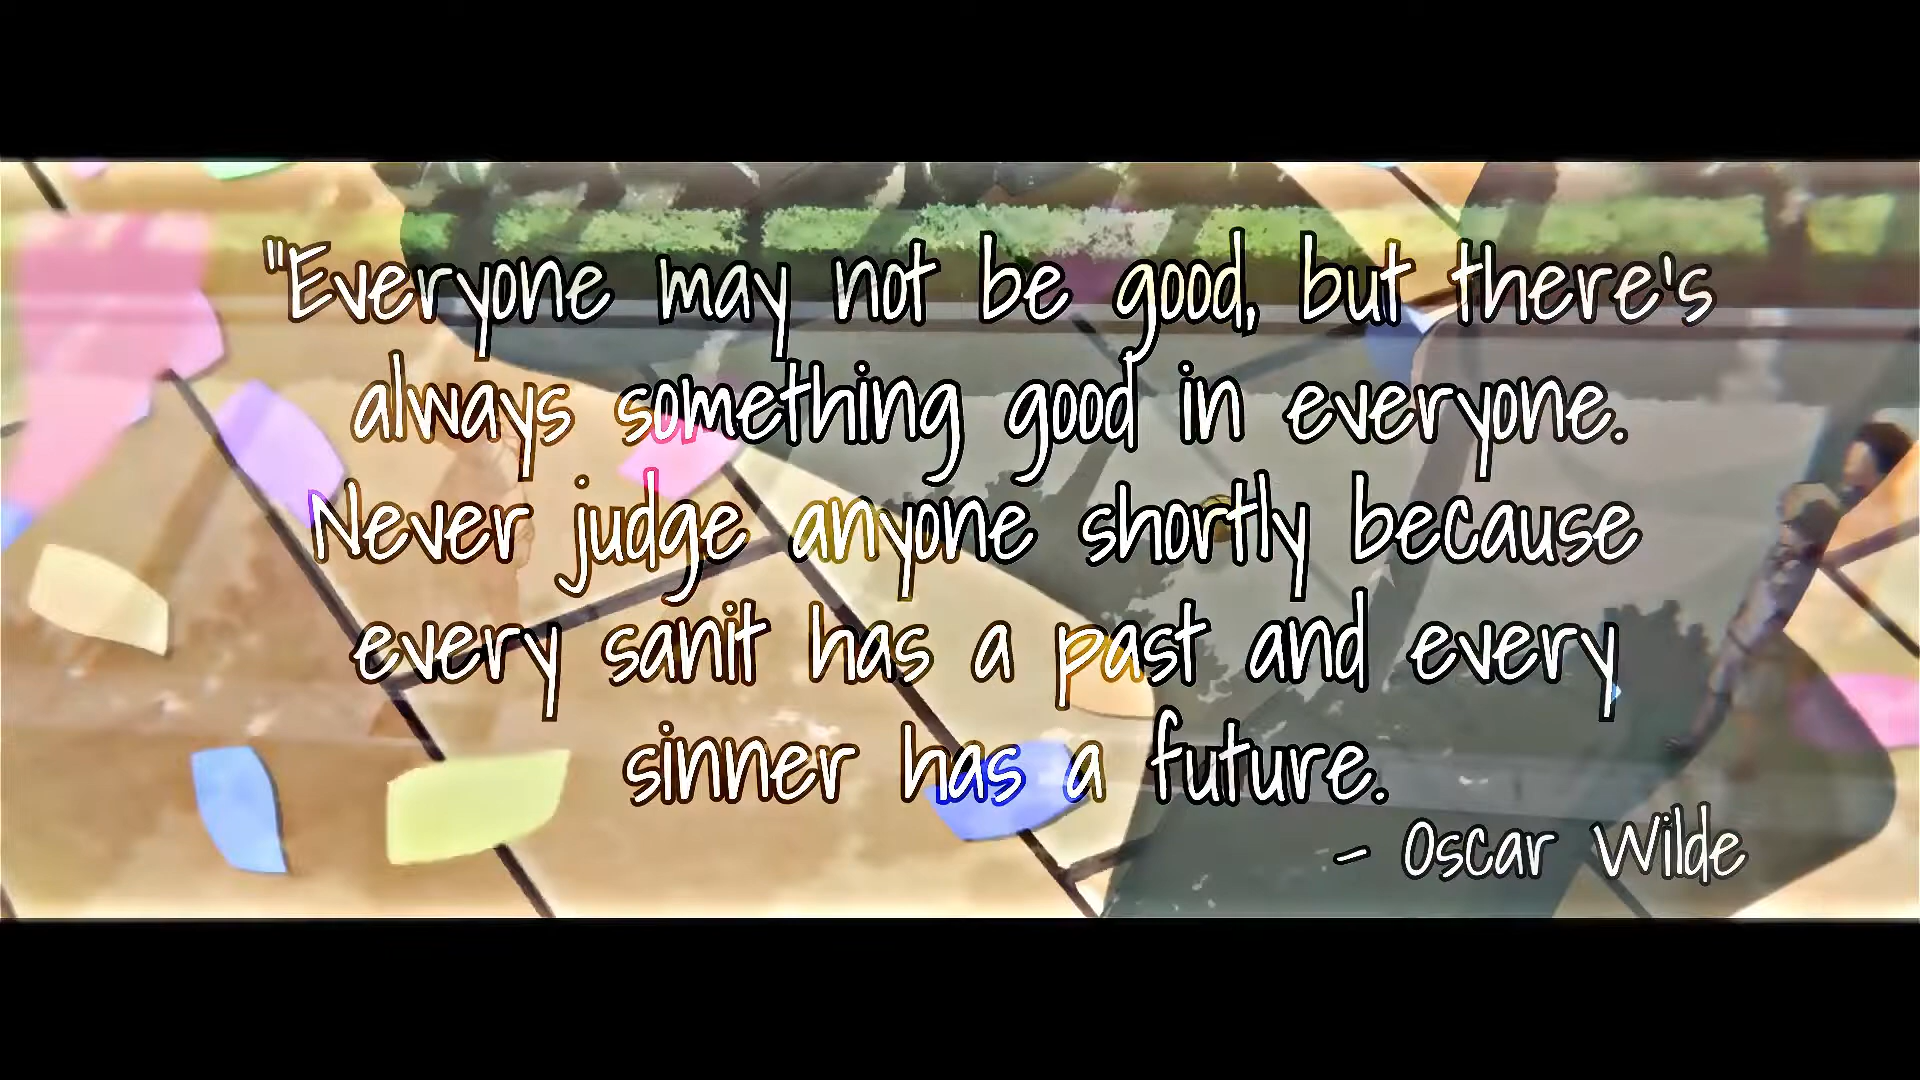 "Everyone may not be good, but there's
always something good in everyone.
Never judge anyone shortly because
every sanit has a past and every
sinner has a future.
- Oscar Wilde